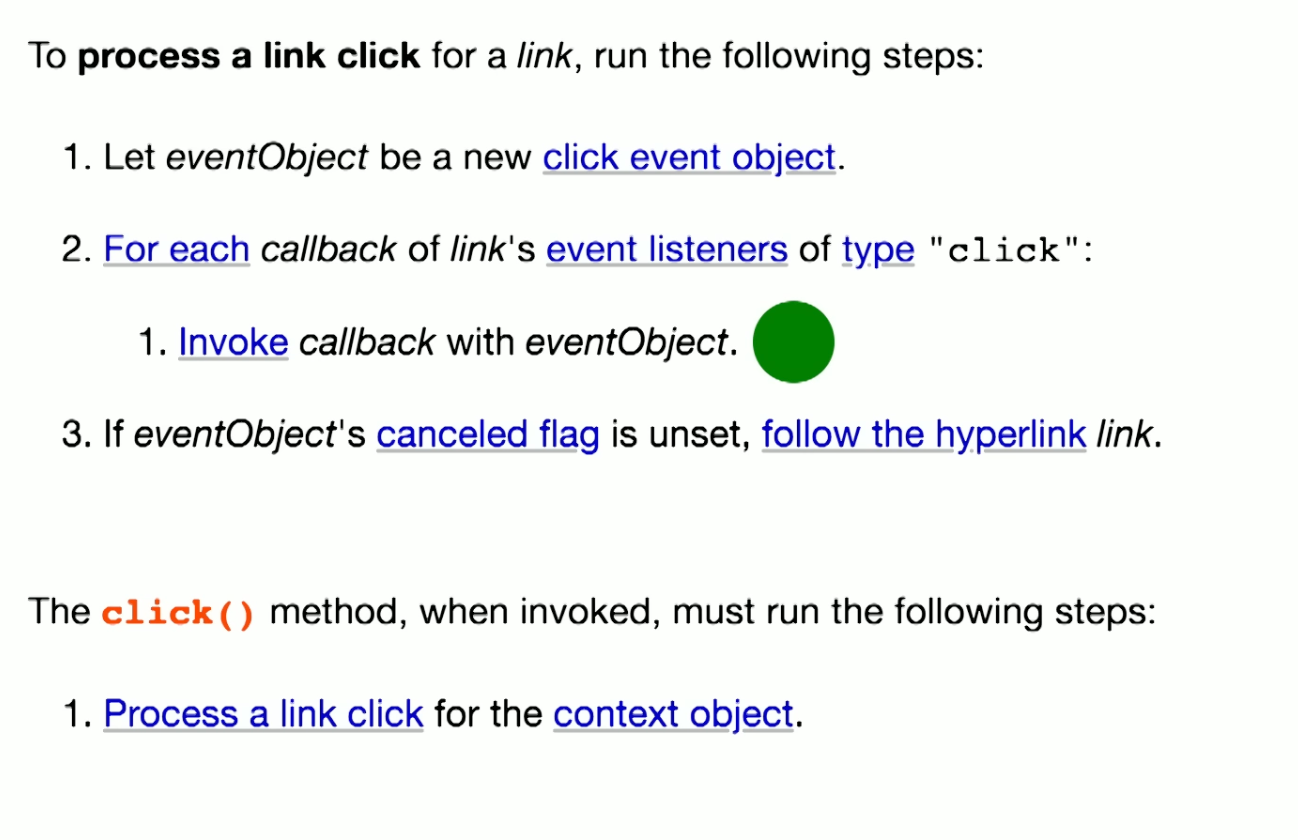 To process a link click for a link, run the following steps:
1. Let eventObject be a new click event object.
2. For each callback of link's event listeners of type "click":
1. Invoke callback with eventObject.
3. If eventObject's canceled flag is unset, follow the hyperlink link.
The click() method, when invoked, must run the following steps:
1. Process a link click for the context object.